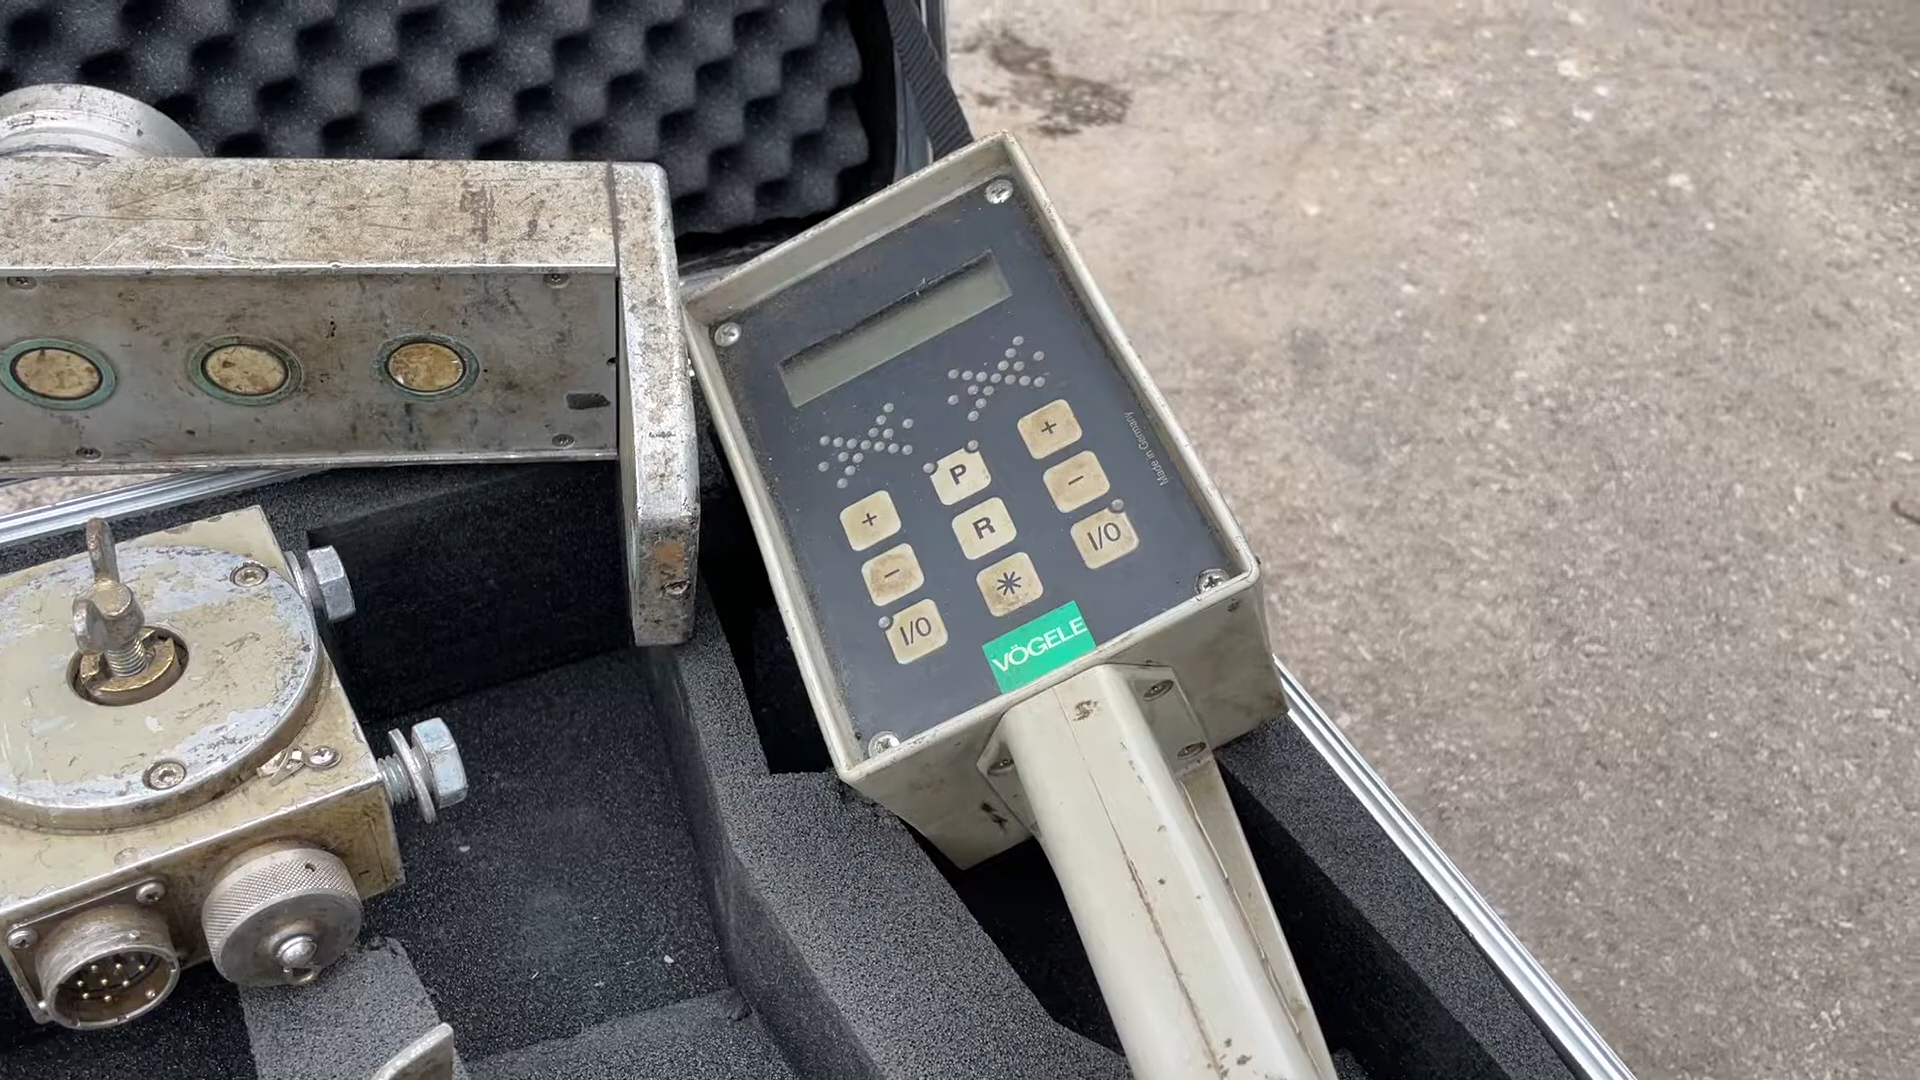 Made in Germany
+
P
+
−
R
−
I/O
*
I/O
VÖGELE